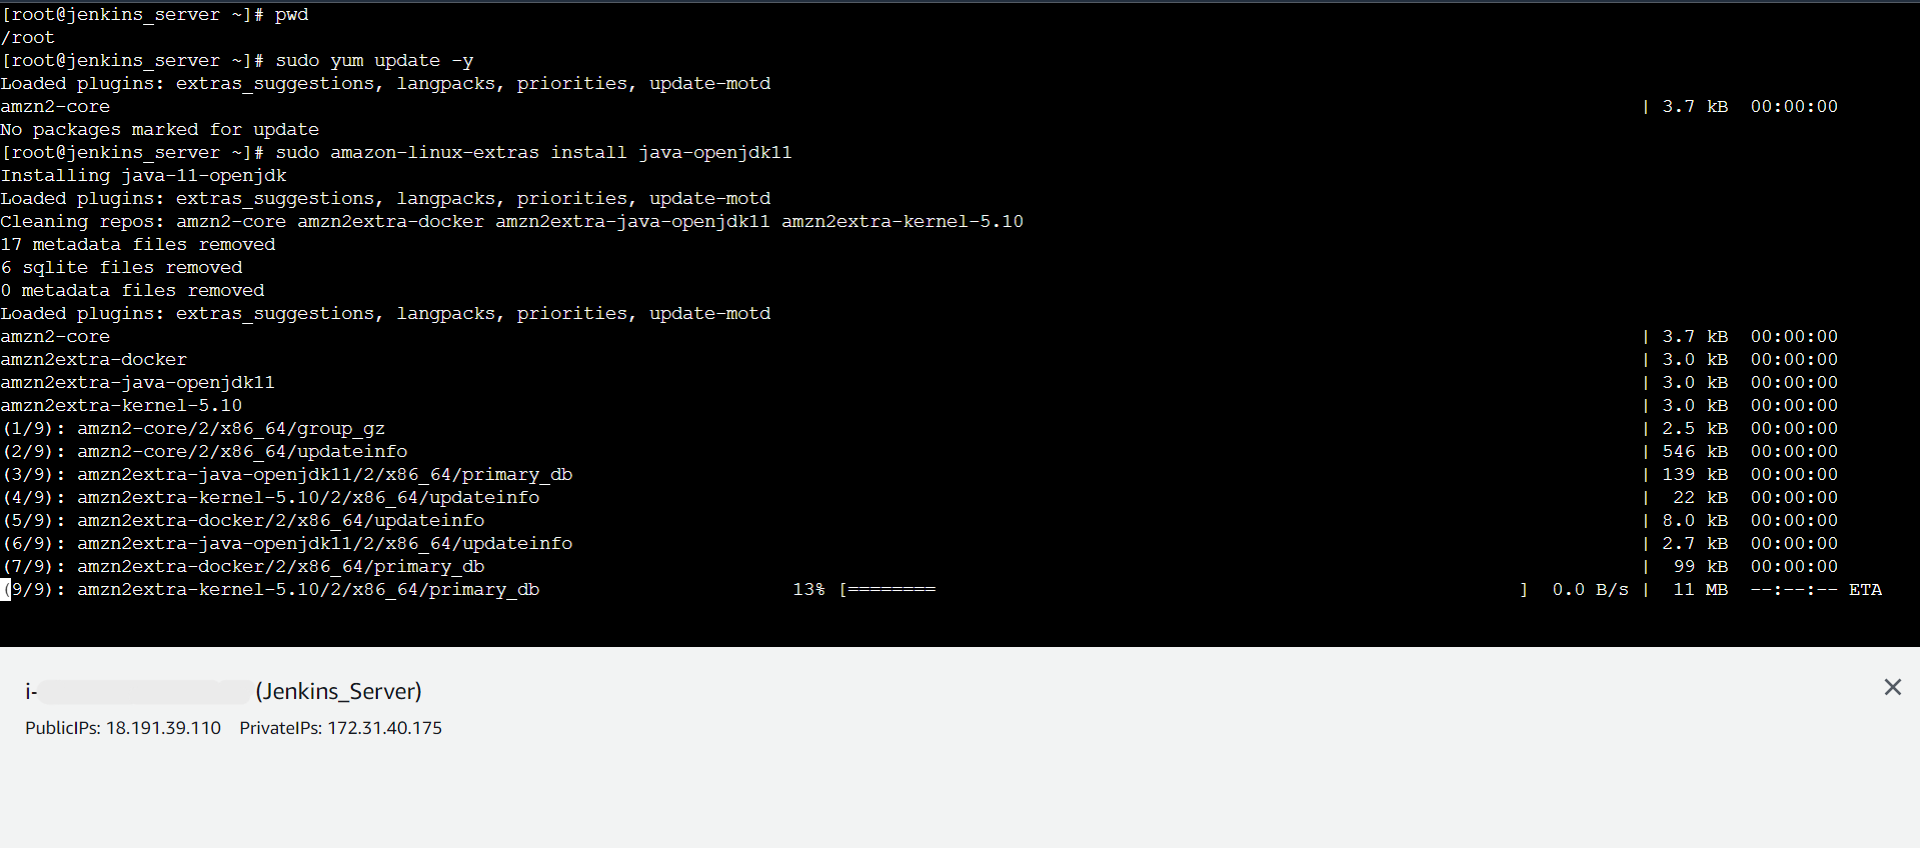 [root@jenkins_server ~]# pwd
/root
[root@jenkins_server ~]# sudo yum update -y
Loaded plugins: extras_suggestions, langpacks, priorities, update-motd
amzn2-core | 3.7 kB 00:00:00
No packages marked for update
[root@jenkins_server ~]# sudo amazon-linux-extras install java-openjdk11
Installing java-11-openjdk
Loaded plugins: extras_suggestions, langpacks, priorities, update-motd
Cleaning repos: amzn2-core amzn2extra-docker amzn2extra-java-openjdk11 amzn2extra-kernel-5.10
17 metadata files removed
6 sqlite files removed
0 metadata files removed
Loaded plugins: extras_suggestions, langpacks, priorities, update-motd
amzn2-core | 3.7 kB 00:00:00
amzn2extra-docker | 3.0 kB 00:00:00
amzn2extra-java-openjdk11 | 3.0 kB 00:00:00
amzn2extra-kernel-5.10 | 3.0 kB 00:00:00
(1/9): amzn2-core/2/x86_64/group_gz | 2.5 kB 00:00:00
(2/9): amzn2-core/2/x86_64/updateinfo | 546 kB 00:00:00
(3/9): amzn2extra-java-openjdk11/2/x86_64/primary_db | 139 kB 00:00:00
(4/9): amzn2extra-kernel-5.10/2/x86_64/updateinfo | 22 kB 00:00:00
(5/9): amzn2extra-docker/2/x86_64/updateinfo | 8.0 kB 00:00:00
(6/9): amzn2extra-java-openjdk11/2/x86_64/updateinfo | 2.7 kB 00:00:00
(7/9): amzn2extra-docker/2/x86_64/primary_db | 99 kB 00:00:00
(9/9): amzn2extra-kernel-5.10/2/x86_64/primary_db 13% [======== ] 0.0 B/s | 11 MB --:--:-- ETA
i- (Jenkins_Server)
PublicIPs: 18.191.39.110 PrivateIPs: 172.31.40.175